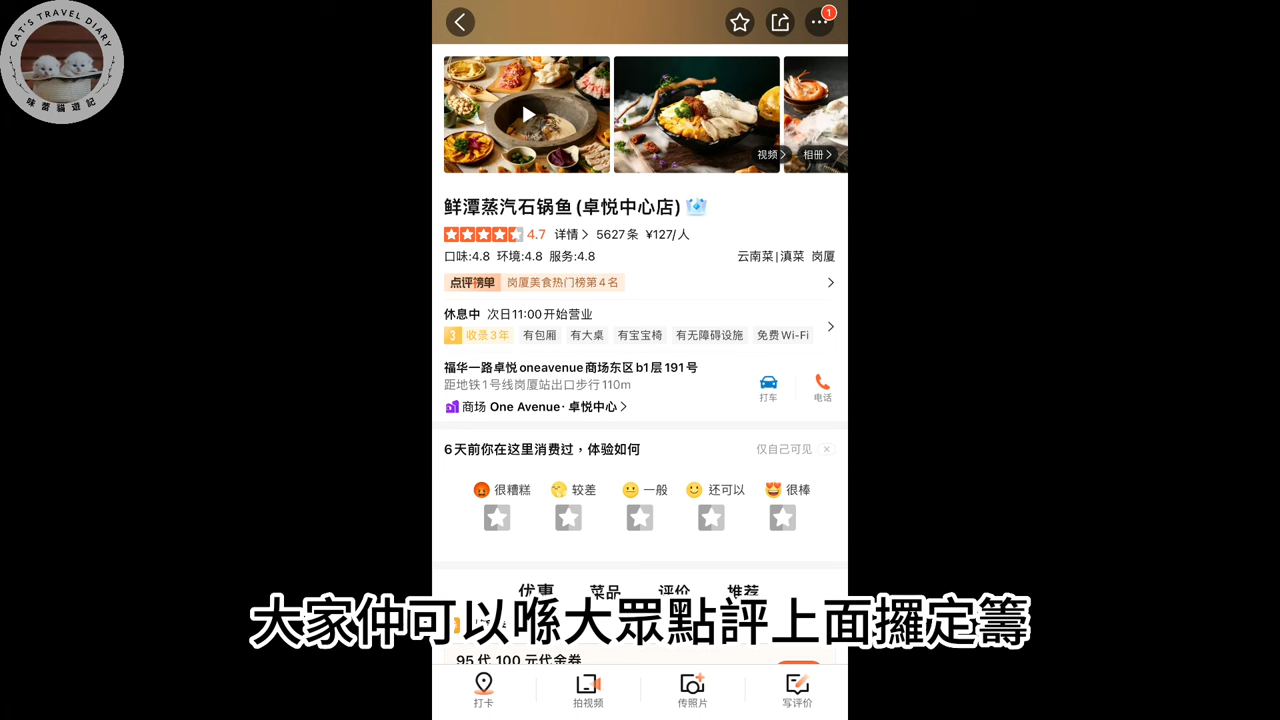 CAT'S TRAVEL DIARY
味蕾貓遊記
1
视频
相册
鲜潭蒸汽石锅鱼(卓悦中心店)
4.7 详情 5627条 ¥127/人
口味:4.8 环境:4.8 服务:4.8 云南菜|滇菜 岗厦
点评榜单 岗厦美食热门榜第4名
休息中 次日11:00开始营业
3 收录3年 有包厢 有大桌 有宝宝椅 有无障碍设施 免费Wi-Fi
福华一路卓悦oneavenue商场东区b1层191号
距地铁1号线岗厦站出口步行110m
打车 电话
商场 One Avenue·卓悦中心
6天前你在这里消费过，体验如何 仅自己可见
很糟糕 较差 一般 还可以 很棒
优惠 菜品 评价 推荐
大家仲可以喺大眾點評上面攞定籌
95代100元代金券
打卡 拍视频 传照片 写评价